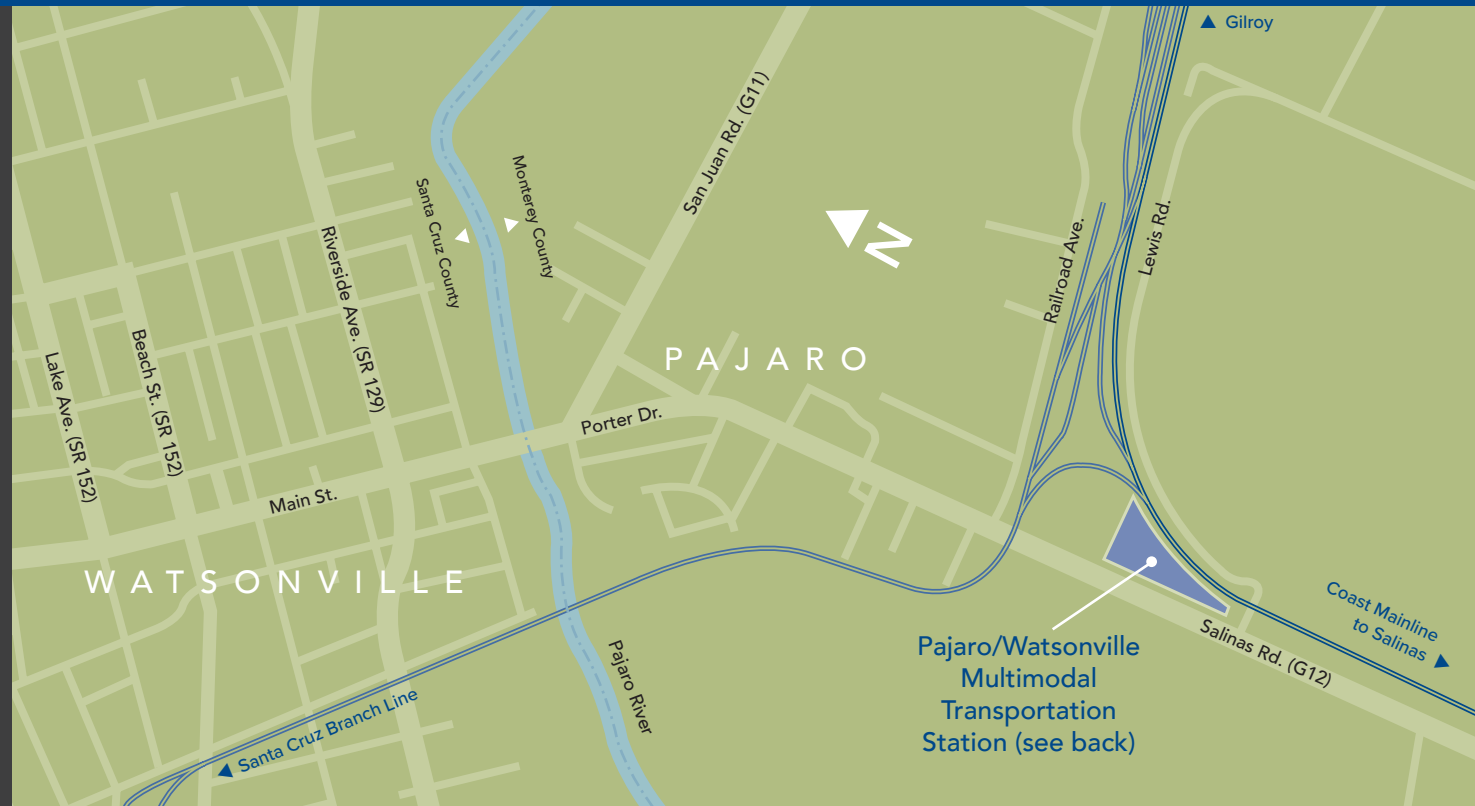 Gilroy
San Juan Rd. (G11)
Monterey County
Santa Cruz County
N
Railroad Ave.
Lewis Rd.
Riverside Ave. (SR 129)
Beach St. (SR 152)
Lake Ave. (SR 152)
PAJARO
Porter Dr.
Main St.
WATSONVILLE
Pajaro River
Santa Cruz Branch Line
Pajaro/Watsonville
Multimodal
Transportation
Station (see back)
Salinas Rd. (G12)
Coast Mainline
to Salinas